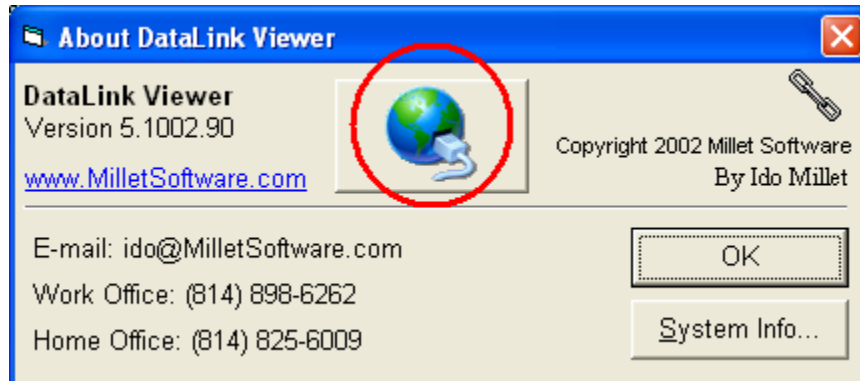 About DataLink Viewer
DataLink Viewer
Version 5.1002.90
www.MilletSoftware.com
Copyright 2002 Millet Software
By Ido Millet
E-mail: ido@MilletSoftware.com
Work Office: (814) 898-6262
Home Office: (814) 825-6009
OK
System Info...